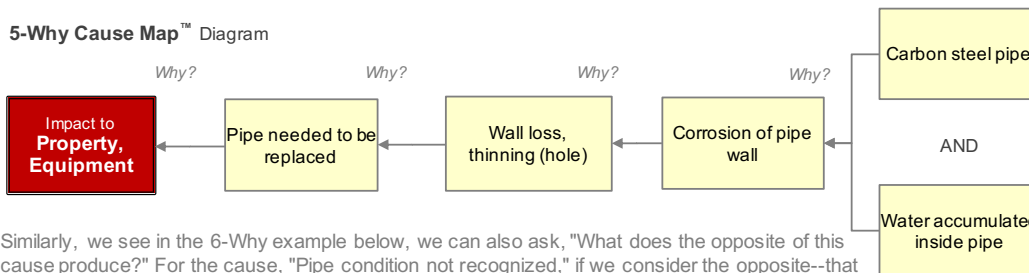 5-Why Cause Map™ Diagram
Why?
Why?
Why?
Why?
Impact to
Property,
Equipment
Pipe needed to be
replaced
Wall loss,
thinning (hole)
Corrosion of pipe
wall
Carbon steel pipe
AND
Water accumulated
inside pipe
Similarly, we see in the 6-Why example below, we can also ask, "What does the opposite of this
cause produce?" For the cause, "Pipe condition not recognized," if we consider the opposite--that